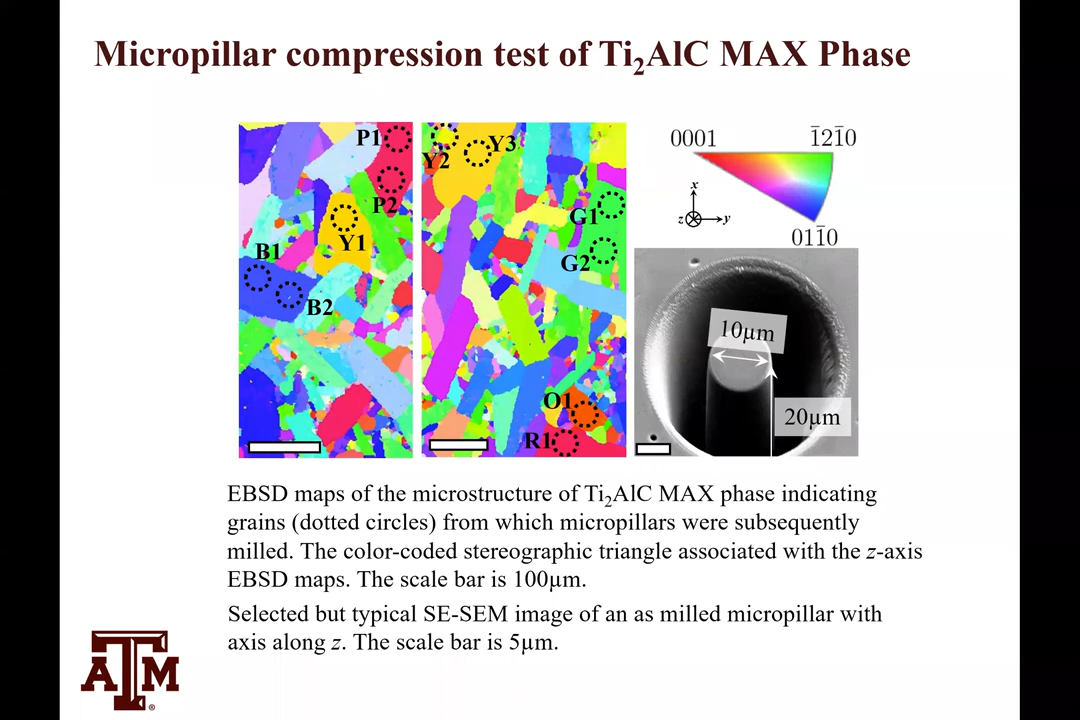 Micropillar compression test of Ti₂AlC MAX Phase
P1
P2
Y1
B1
B2
Y2
Y3
G1
G2
O1
R1
0001
1̄21̄0
011̄0
x
z
y
10µm
20µm
EBSD maps of the microstructure of Ti₂AlC MAX phase indicating
grains (dotted circles) from which micropillars were subsequently
milled. The color-coded stereographic triangle associated with the z-axis
EBSD maps. The scale bar is 100µm.
Selected but typical SE-SEM image of an as milled micropillar with
axis along z. The scale bar is 5µm.
ATM
®